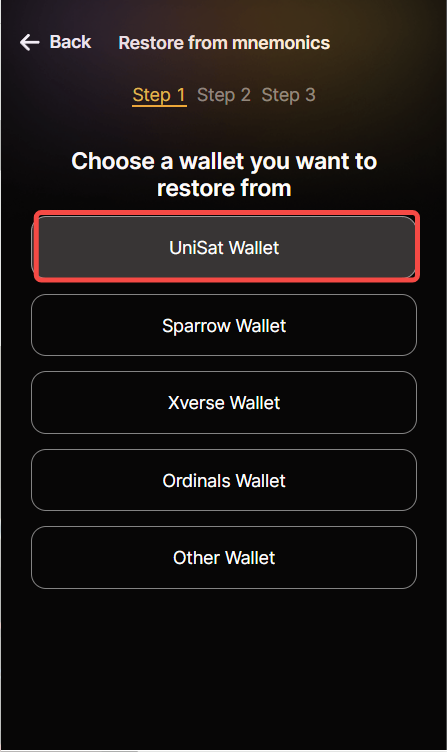 Back Restore from mnemonics
Step 1 Step 2 Step 3
Choose a wallet you want to
restore from
UniSat Wallet
Sparrow Wallet
Xverse Wallet
Ordinals Wallet
Other Wallet